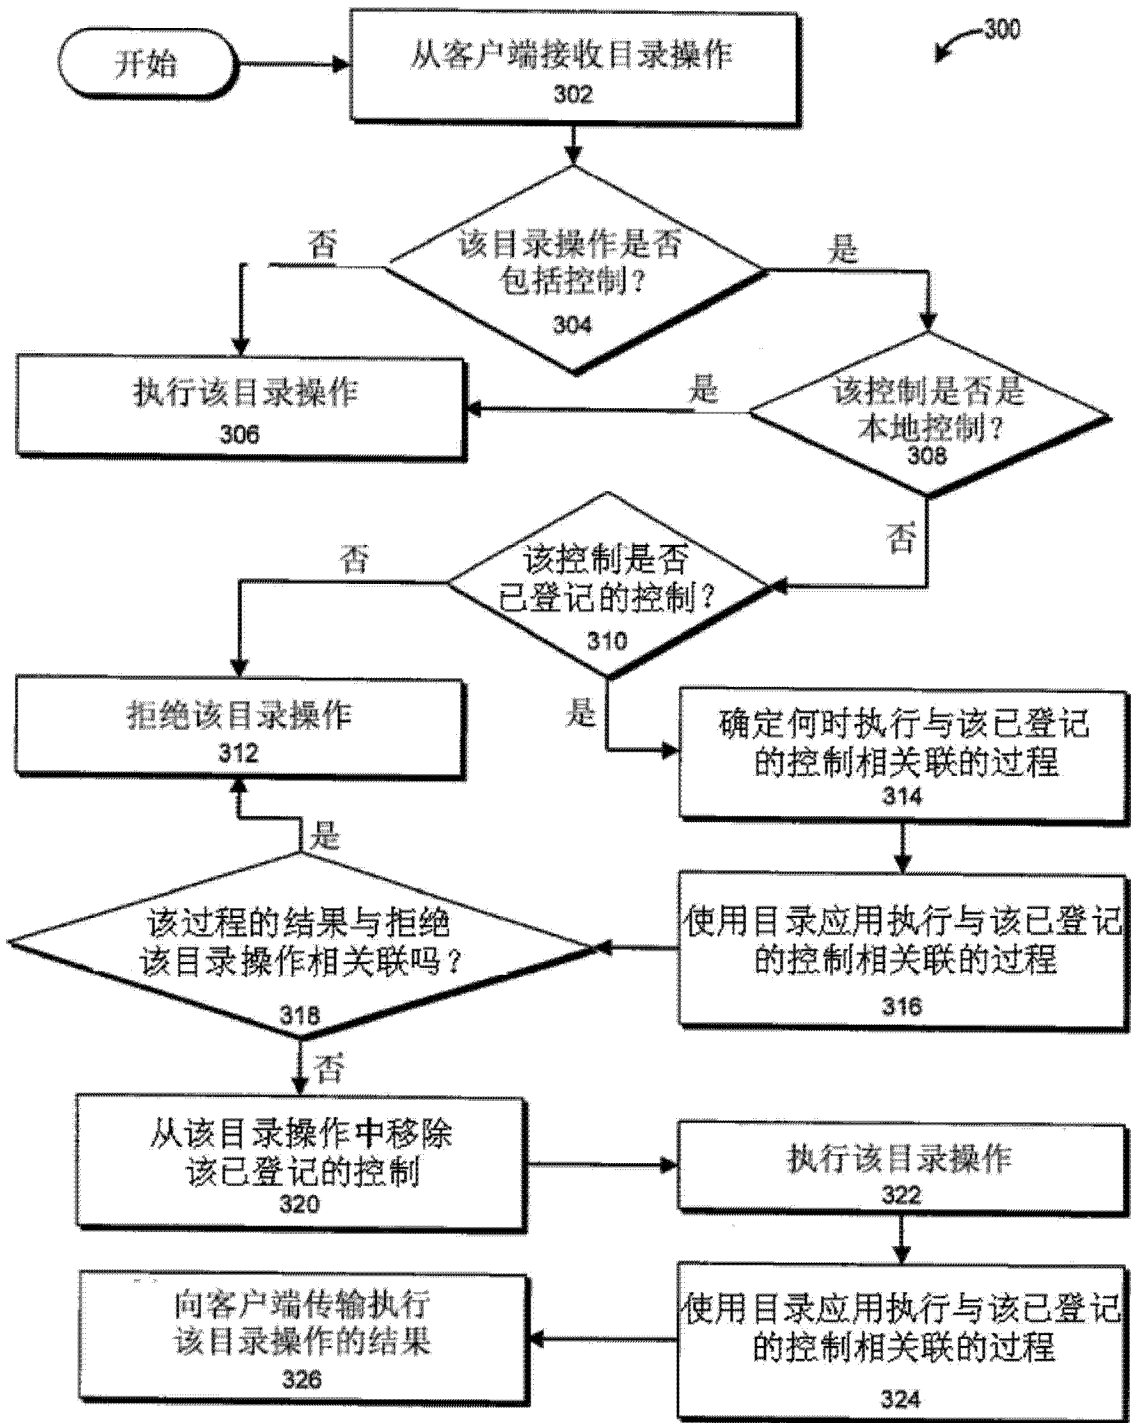 300
开始
从客户端接收目录操作
302
该目录操作是否
包括控制?
304
否
是
执行该目录操作
306
是
该控制是否是
本地控制?
308
否
该控制是否
已登记的控制?
310
否
是
拒绝该目录操作
312
确定何时执行与该已登记
的控制相关联的过程
314
是
使用目录应用执行与该已登记
的控制相关联的过程
316
该过程的结果与拒绝
该目录操作相关联吗?
318
否
从该目录操作中移除
该已登记的控制
320
执行该目录操作
322
使用目录应用执行与该已登记
的控制相关联的过程
324
向客户端传输执行
该目录操作的结果
326